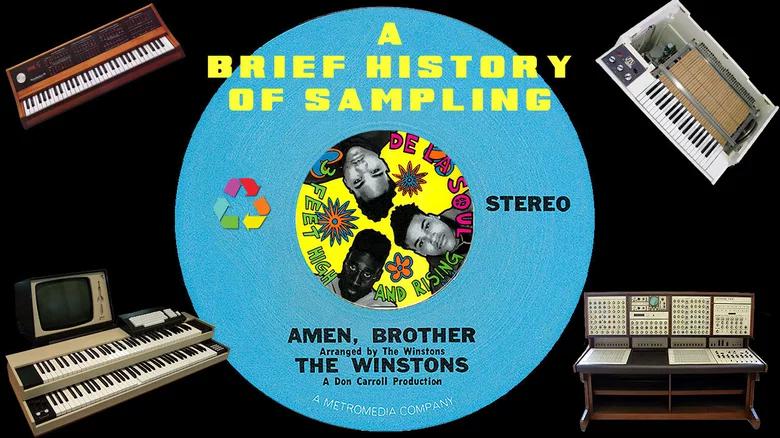 A
BRIEF HISTORY
OF SAMPLING
DE LA SOUL
3 FEET HIGH
AND RISING
STEREO
AMEN, BROTHER
Arranged by The Winstons
THE WINSTONS
A Don Carroll Production
A METROMEDIA COMPANY